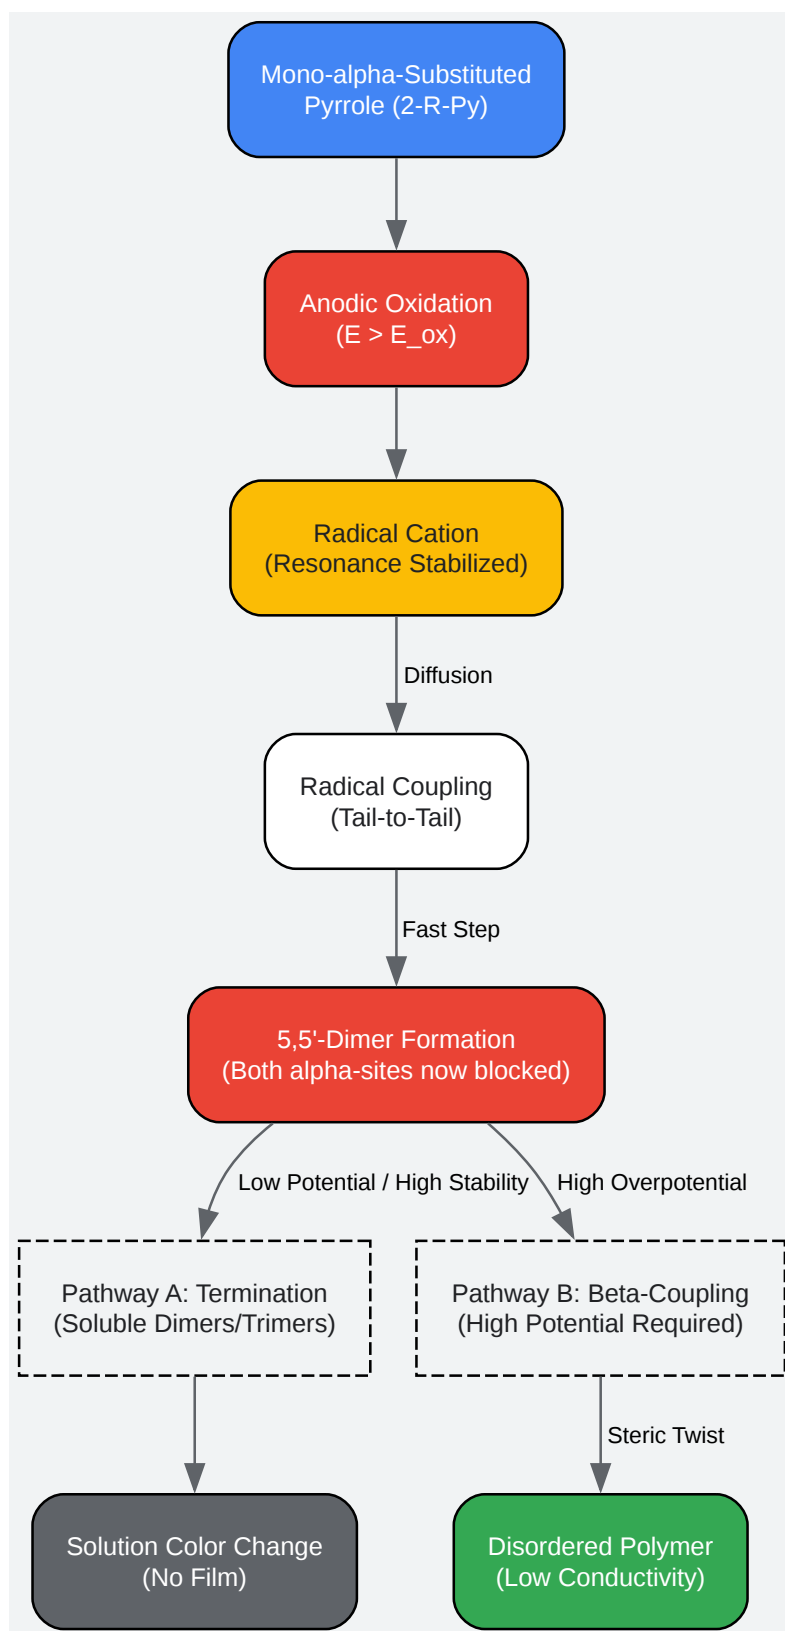 Mono-alpha-Substituted
Pyrrole (2-R-Py)
Anodic Oxidation
(E > E_ox)
Radical Cation
(Resonance Stabilized)
Diffusion
Radical Coupling
(Tail-to-Tail)
Fast Step
5,5'-Dimer Formation
(Both alpha-sites now blocked)
Low Potential / High Stability
High Overpotential
Pathway A: Termination
(Soluble Dimers/Trimers)
Pathway B: Beta-Coupling
(High Potential Required)
Steric Twist
Solution Color Change
(No Film)
Disordered Polymer
(Low Conductivity)